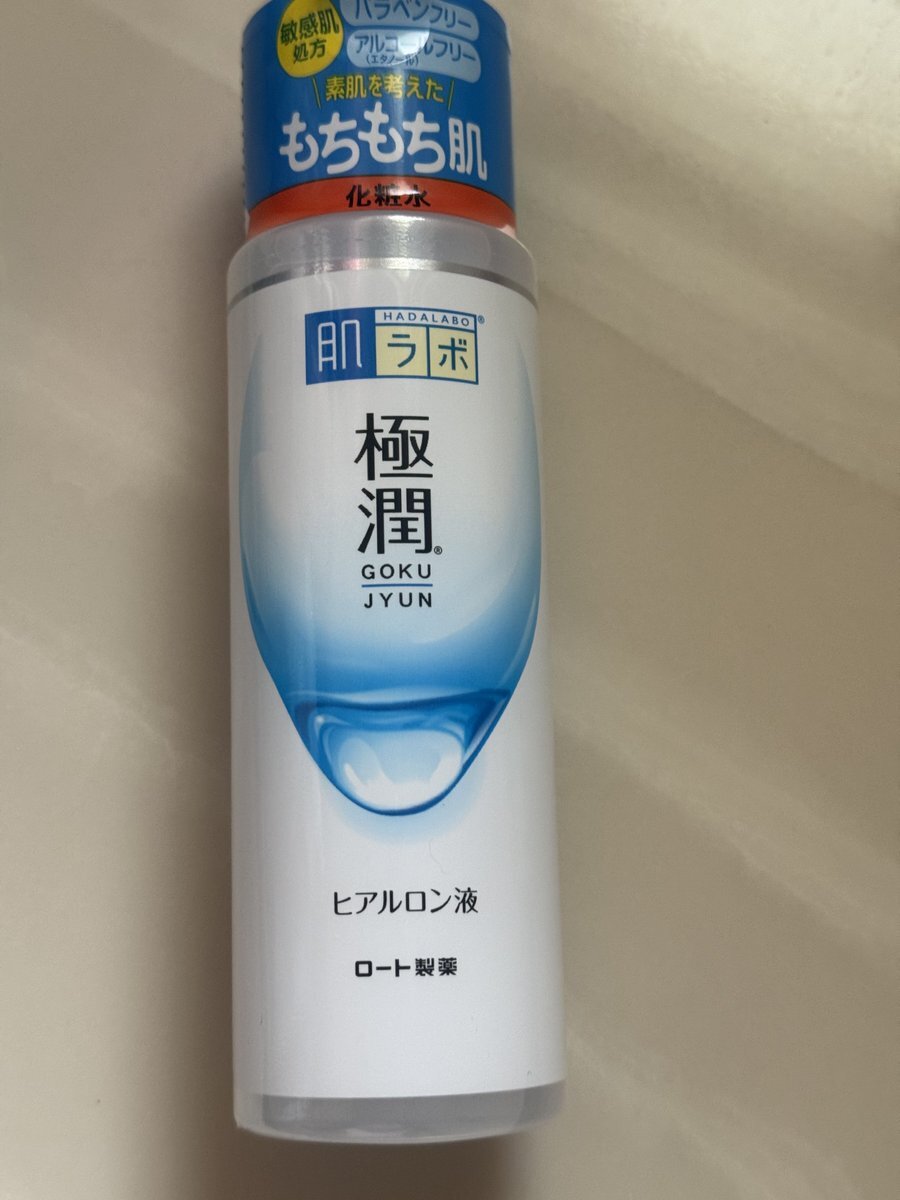 敏感肌
処方
パラベンフリー
アルコールフリー
(エタノール)
素肌を考えた
もちもち肌
化粧水
HADALABO®
肌ラボ
極
潤®
GOKU
JYUN
ヒアルロン液
ロート製薬